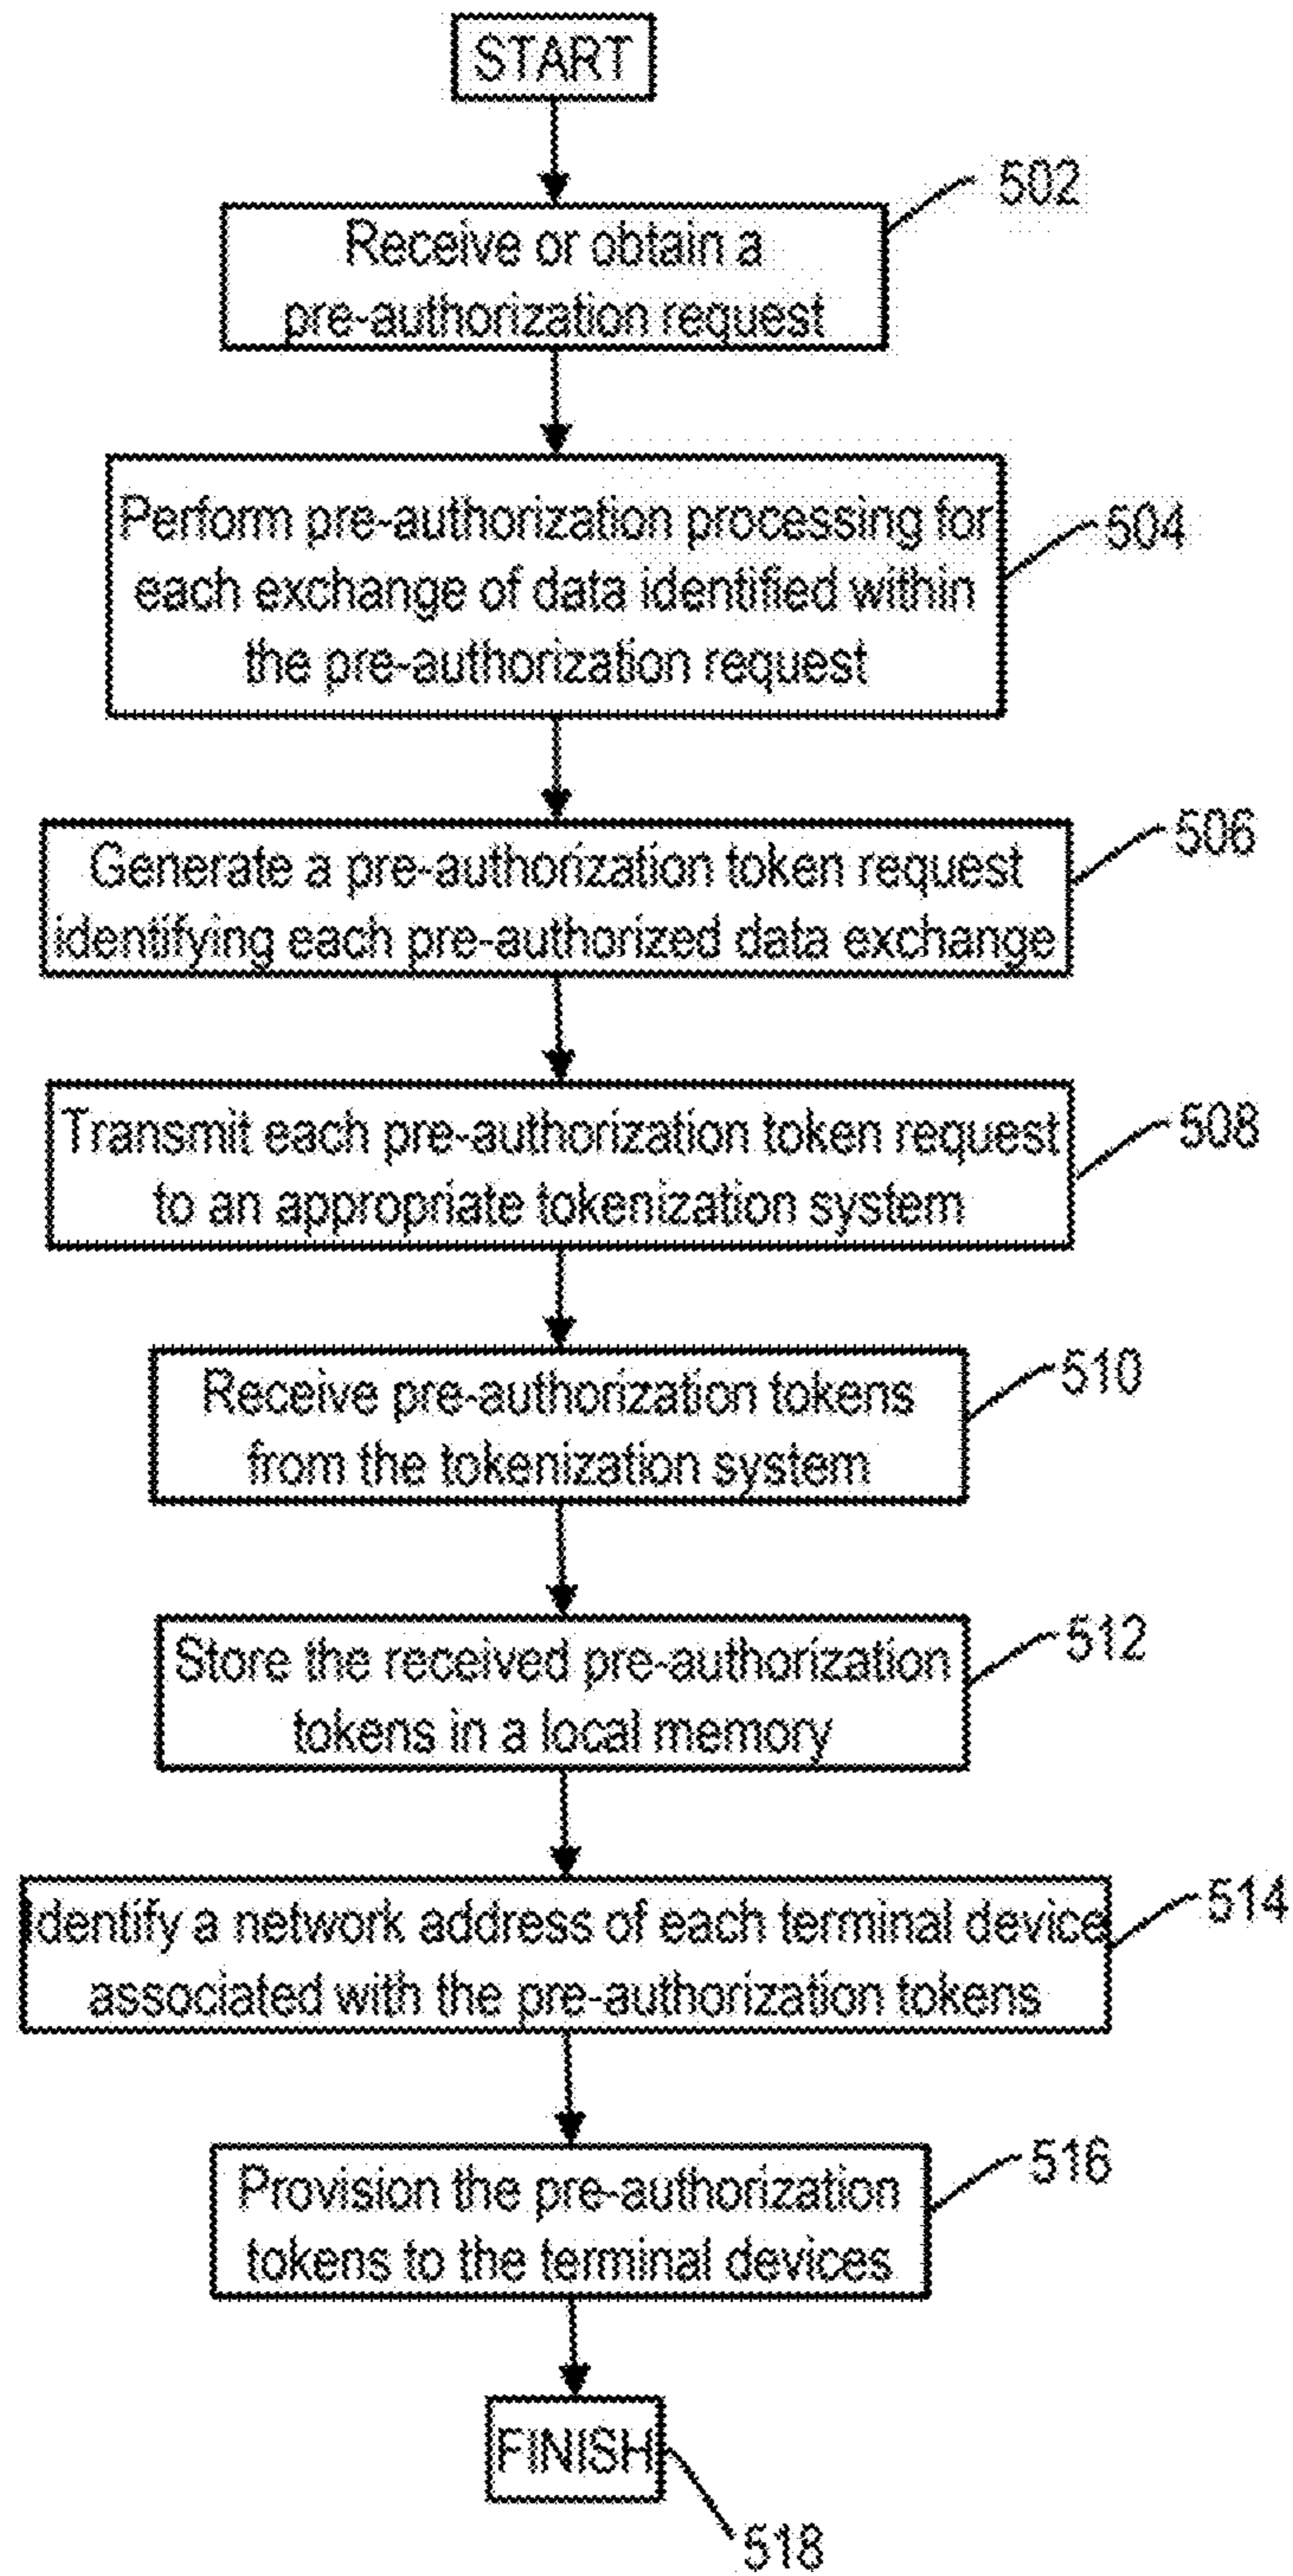 START
502
Receive or obtain a
pre-authorization request
504
Perform pre-authorization processing for
each exchange of data identified within
the pre-authorization request
506
Generate a pre-authorization token request
identifying each pre-authorized data exchange
508
Transmit each pre-authorization token request
to an appropriate tokenization system
510
Receive pre-authorization tokens
from the tokenization system
512
Store the received pre-authorization
tokens in a local memory
514
Identify a network address of each terminal device
associated with the pre-authorization tokens
516
Provision the pre-authorization
tokens to the terminal devices
FINISH
518